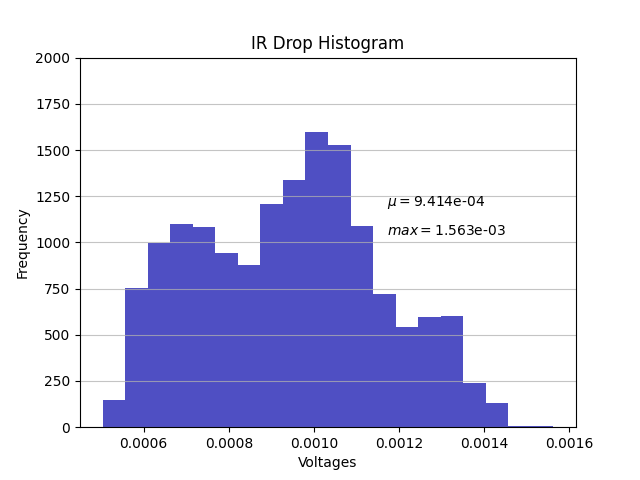 IR Drop Histogram
2000
1750
1500
1250
1000
750
500
250
0
Frequency
μ = 9.414e-04
max = 1.563e-03
0.0006 0.0008 0.0010 0.0012 0.0014 0.0016
Voltages